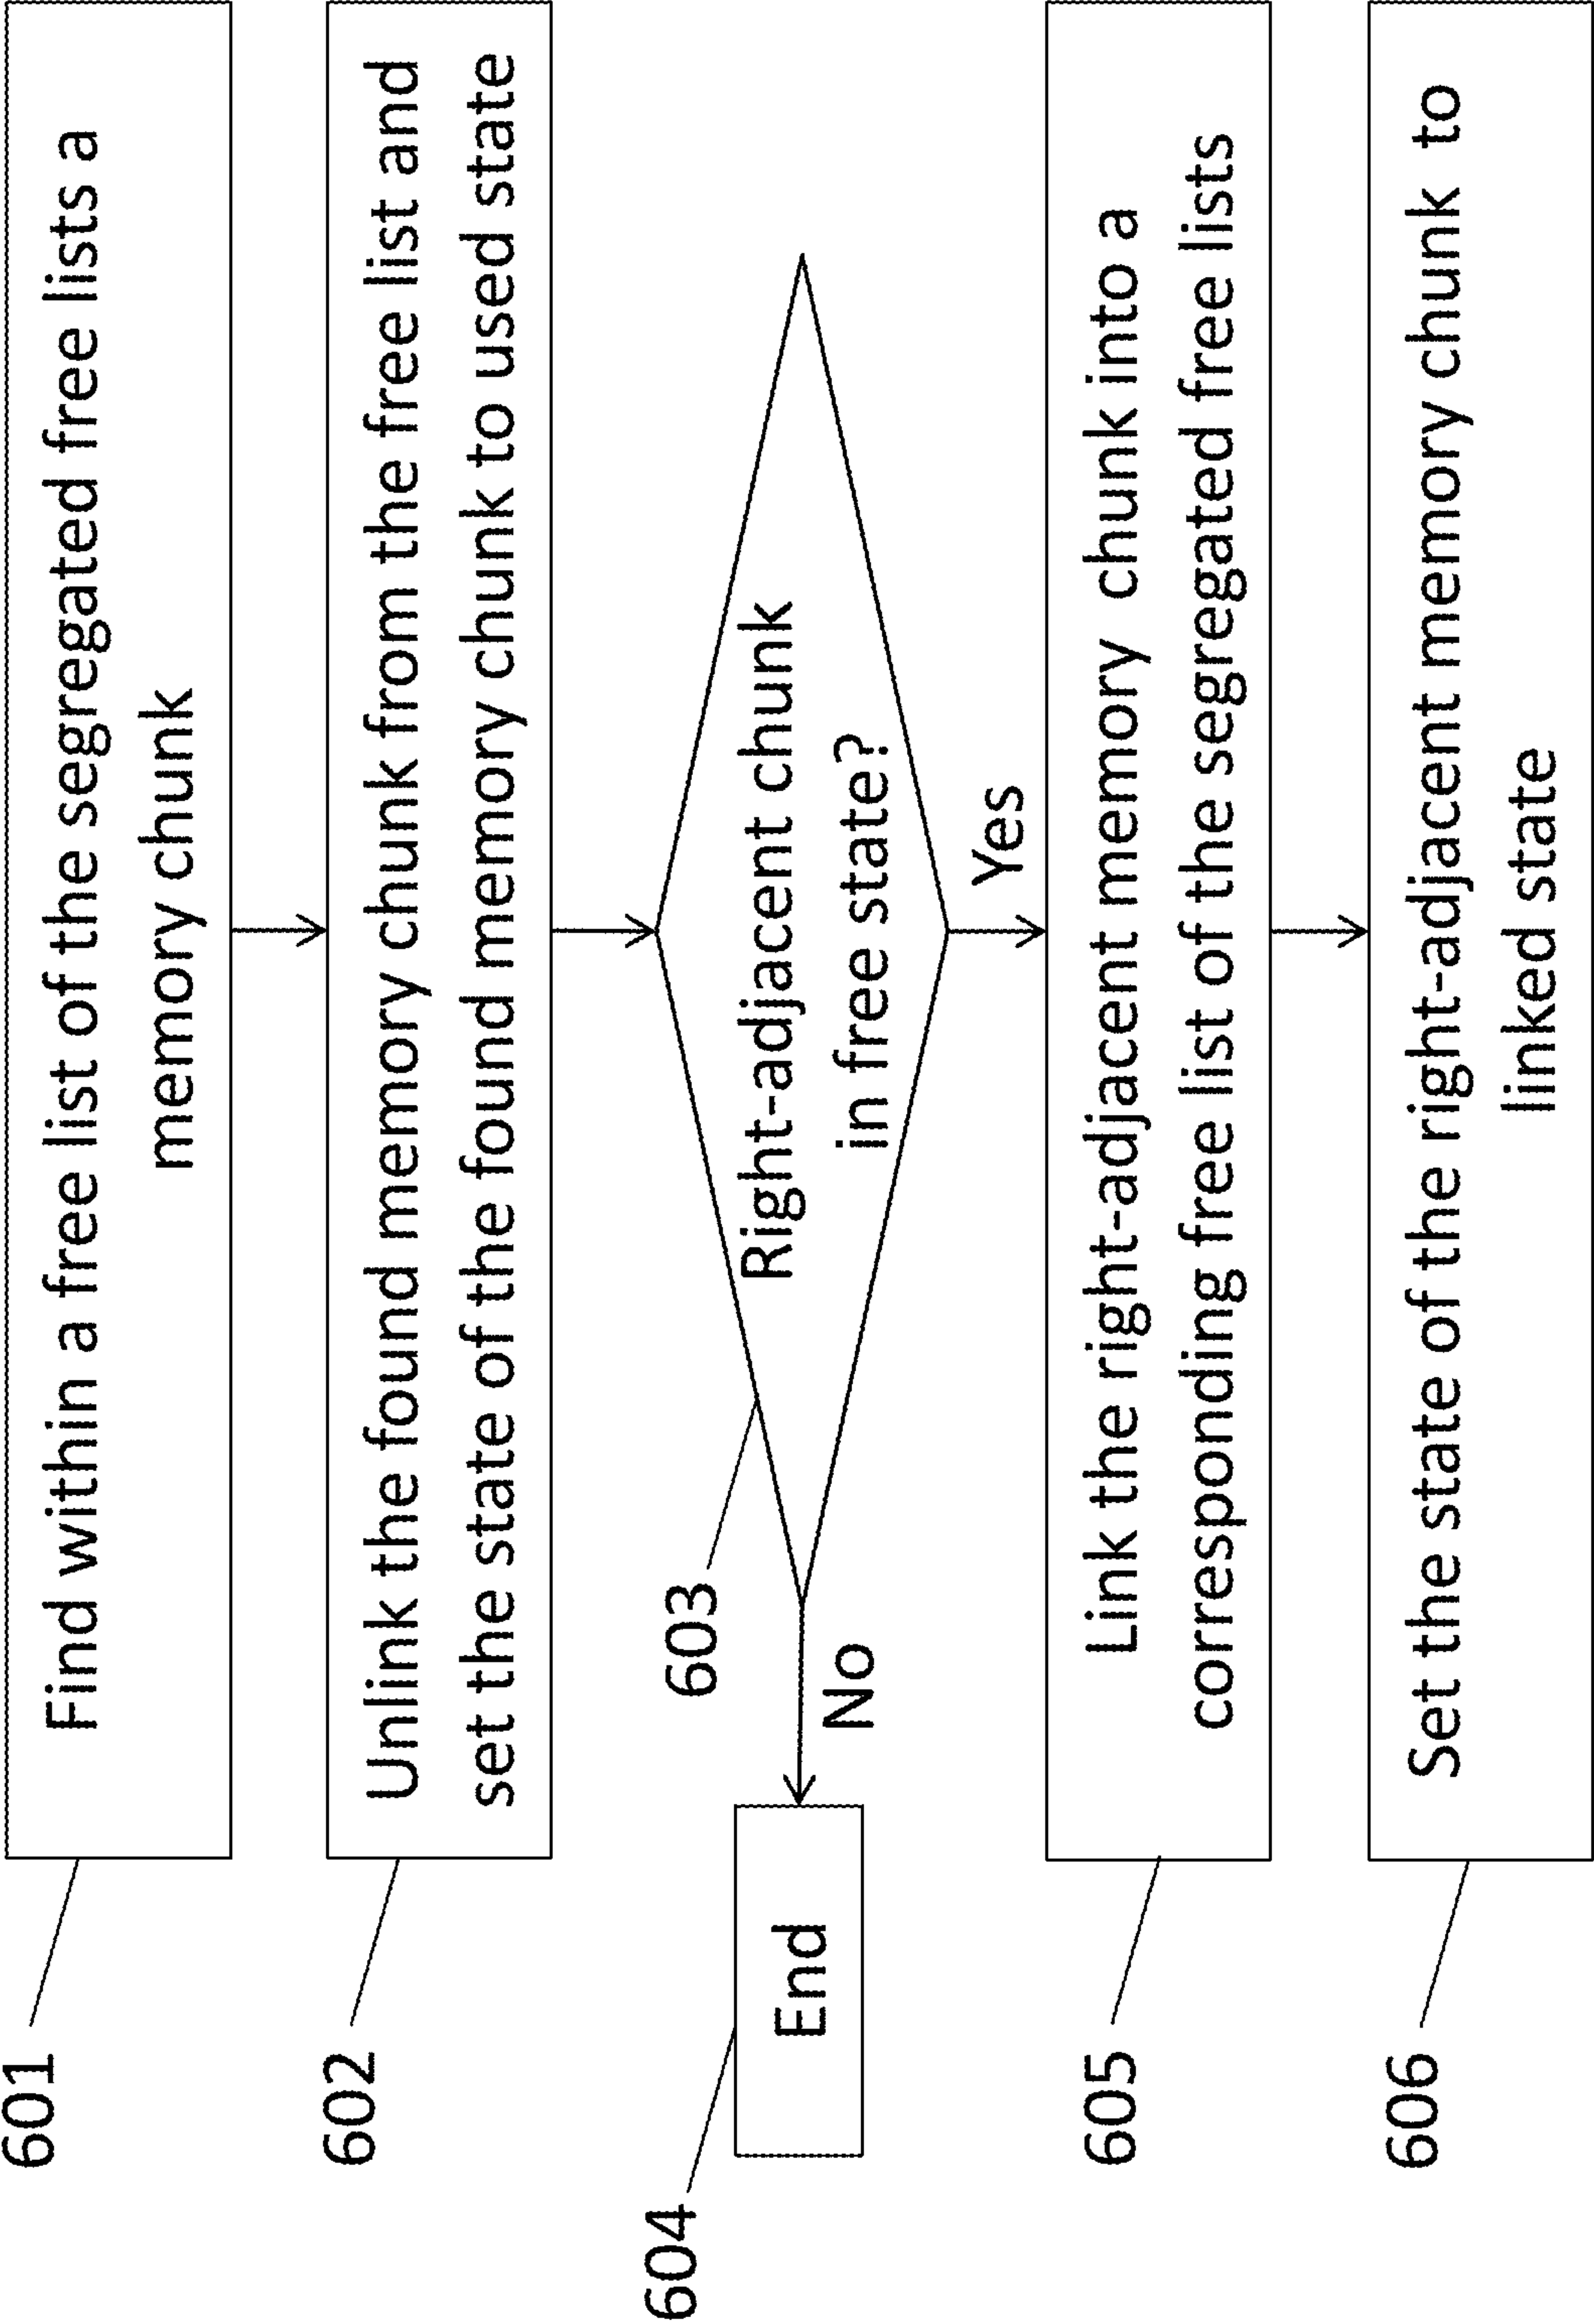 601
Find within a free list of the segregated free lists a
memory chunk
602
Unlink the found memory chunk from the free list and
set the state of the found memory chunk to used state
603
Right-adjacent chunk
in free state?
No
604
End
Yes
605
Link the right-adjacent memory chunk into a
corresponding free list of the segregated free lists
606
Set the state of the right-adjacent memory chunk to
linked state